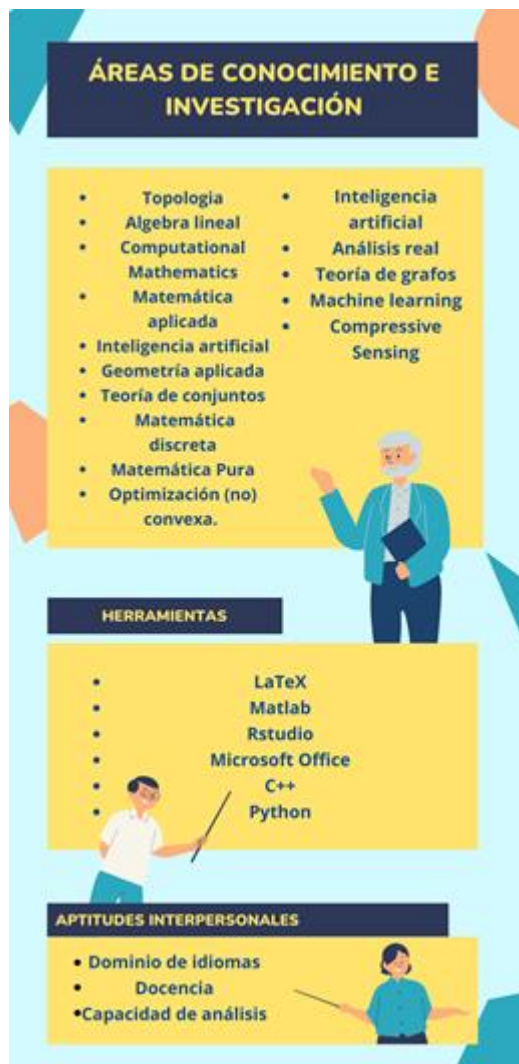 ÁREAS DE CONOCIMIENTO E
INVESTIGACIÓN
• Topologia
• Algebra lineal
• Computational
Mathematics
• Matemática
aplicada
• Inteligencia artificial
• Geometría aplicada
• Teoría de conjuntos
• Matemática
discreta
• Matemática Pura
• Optimización (no)
convexa.
• Inteligencia
artificial
• Análisis real
• Teoría de grafos
• Machine learning
• Compressive
Sensing
HERRAMIENTAS
• LaTeX
• Matlab
• Rstudio
• Microsoft Office
• C++
• Python
APTITUDES INTERPERSONALES
• Dominio de idiomas
• Docencia
•Capacidad de análisis